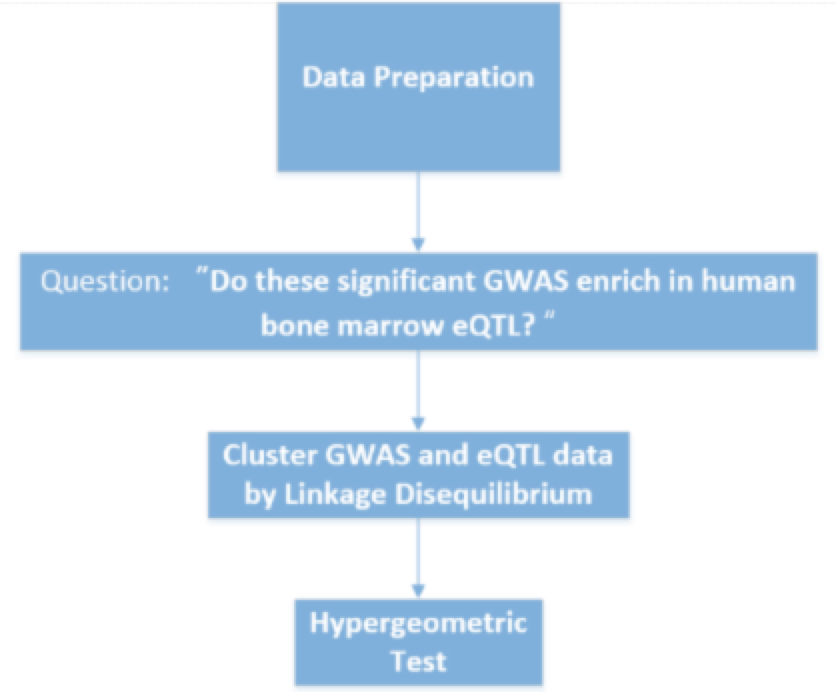 Data Preparation
Question: "Do these significant GWAS enrich in human
bone marrow eQTL? "
Cluster GWAS and eQTL data
by Linkage Disequilibrium
Hypergeometric
Test